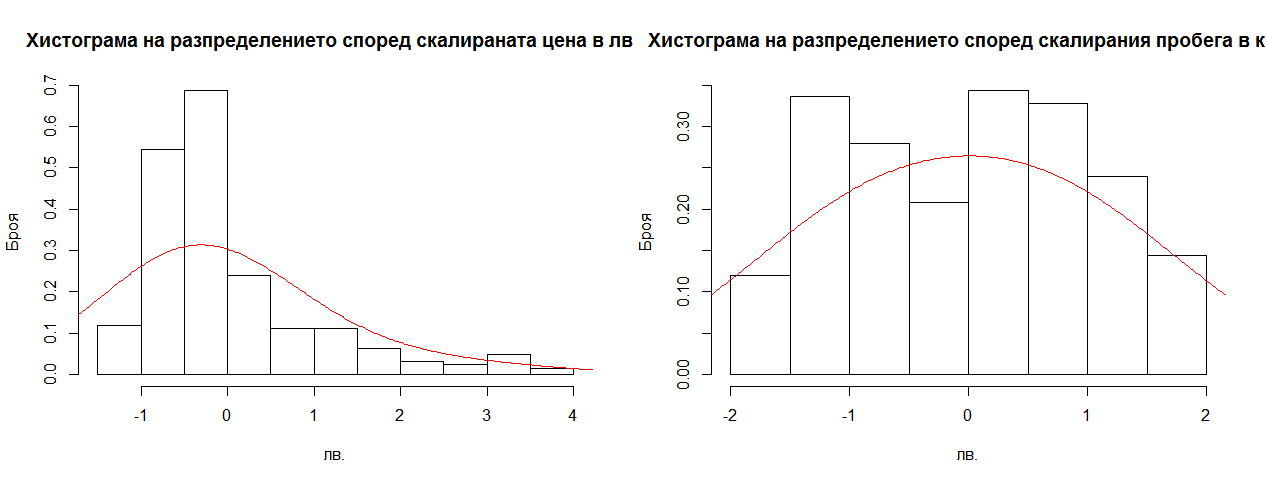 Хистограма на разпределението според скалираната цена в лв
Броя
0.0 0.1 0.2 0.3 0.4 0.5 0.6 0.7
-1 0 1 2 3 4
лв.
Хистограма на разпределението според скалирания пробега в к
Броя
0.00 0.10 0.20 0.30
-2 -1 0 1 2
лв.